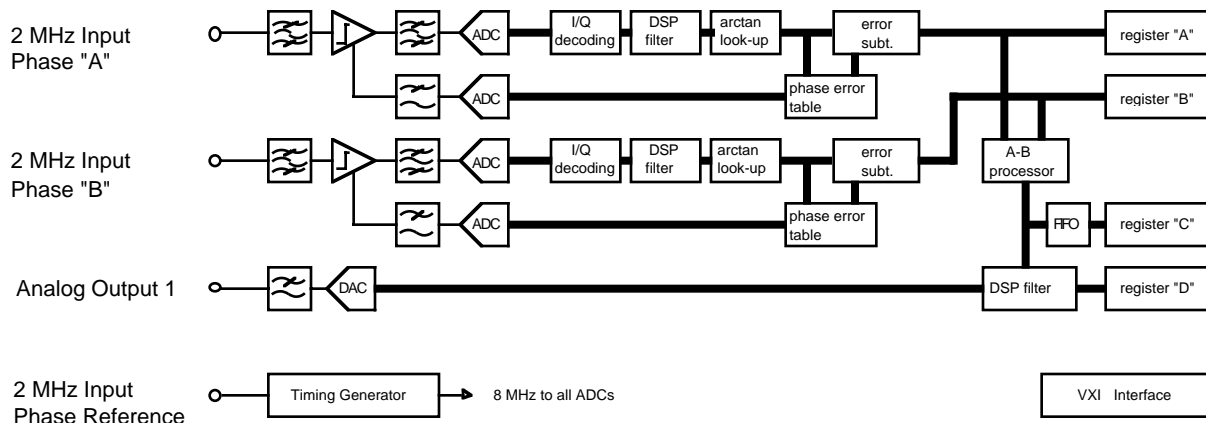 2 MHz Input
Phase "A"
ADC
I/Q
decoding
DSP
filter
arctan
look-up
error
subt.
register "A"
ADC
phase error
table
register "B"
2 MHz Input
Phase "B"
ADC
I/Q
decoding
DSP
filter
arctan
look-up
error
subt.
A-B
processor
ADC
phase error
table
FIFO
register "C"
Analog Output 1
DAC
DSP filter
register "D"
2 MHz Input
Phase Reference
Timing Generator
8 MHz to all ADCs
VXI Interface